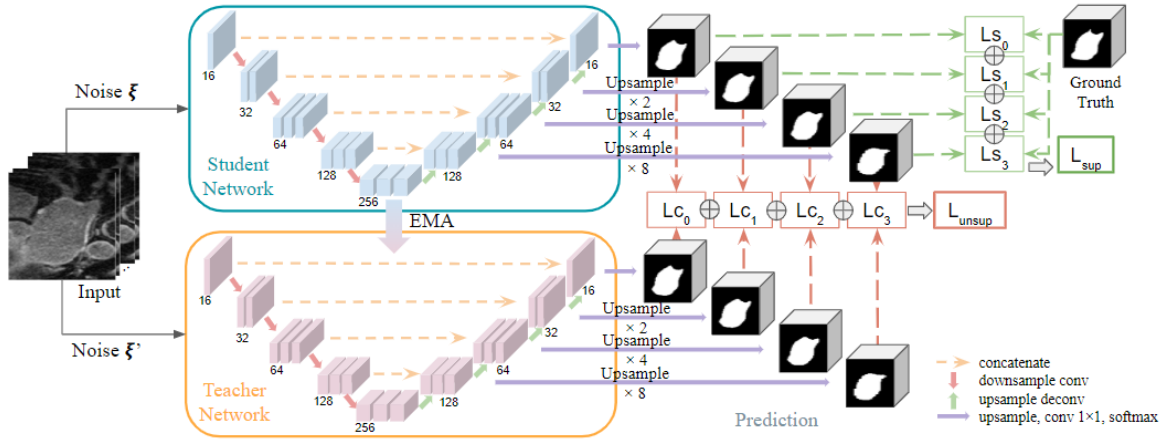 Noise ξ
Input
Noise ξ'
16
32
64
128
256
128
64
32
16
Student
Network
EMA
Upsample
× 2
Upsample
× 4
Upsample
× 8
Ls0
Ls1
Ls2
Ls3
Ground
Truth
Lsup
Lc0
Lc1
Lc2
Lc3
Lunsup
16
32
64
128
256
128
64
32
16
Teacher
Network
Upsample
× 2
Upsample
× 4
Upsample
× 8
Prediction
concatenate
downsample conv
upsample deconv
upsample, conv 1×1, softmax